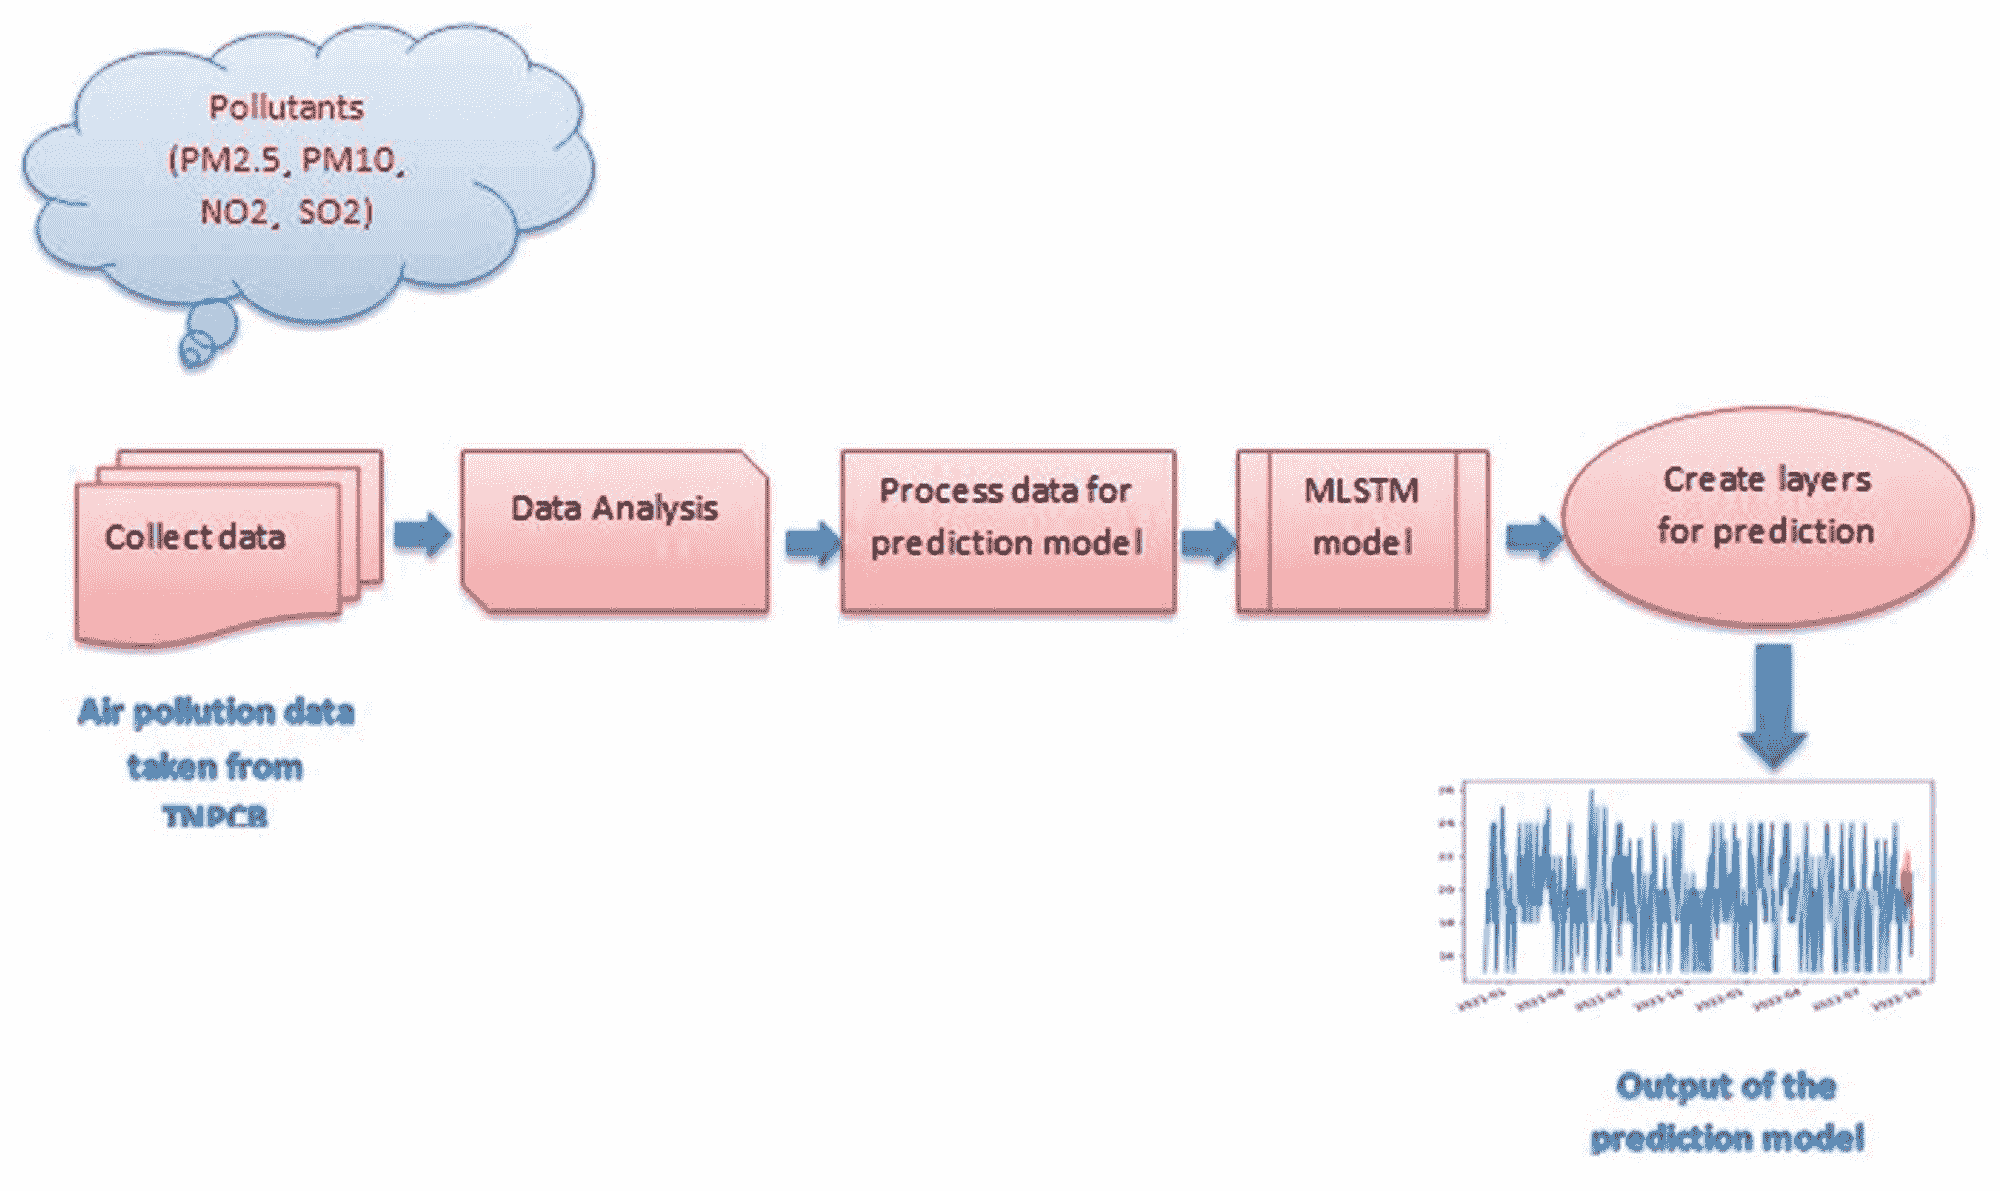 Pollutants
(PM2.5, PM10,
NO2, SO2)
Collect data
Data Analysis
Process data for
prediction model
MLSTM
model
Create layers
for prediction
Air pollution data
taken from
TNPCB
Output of the
prediction model